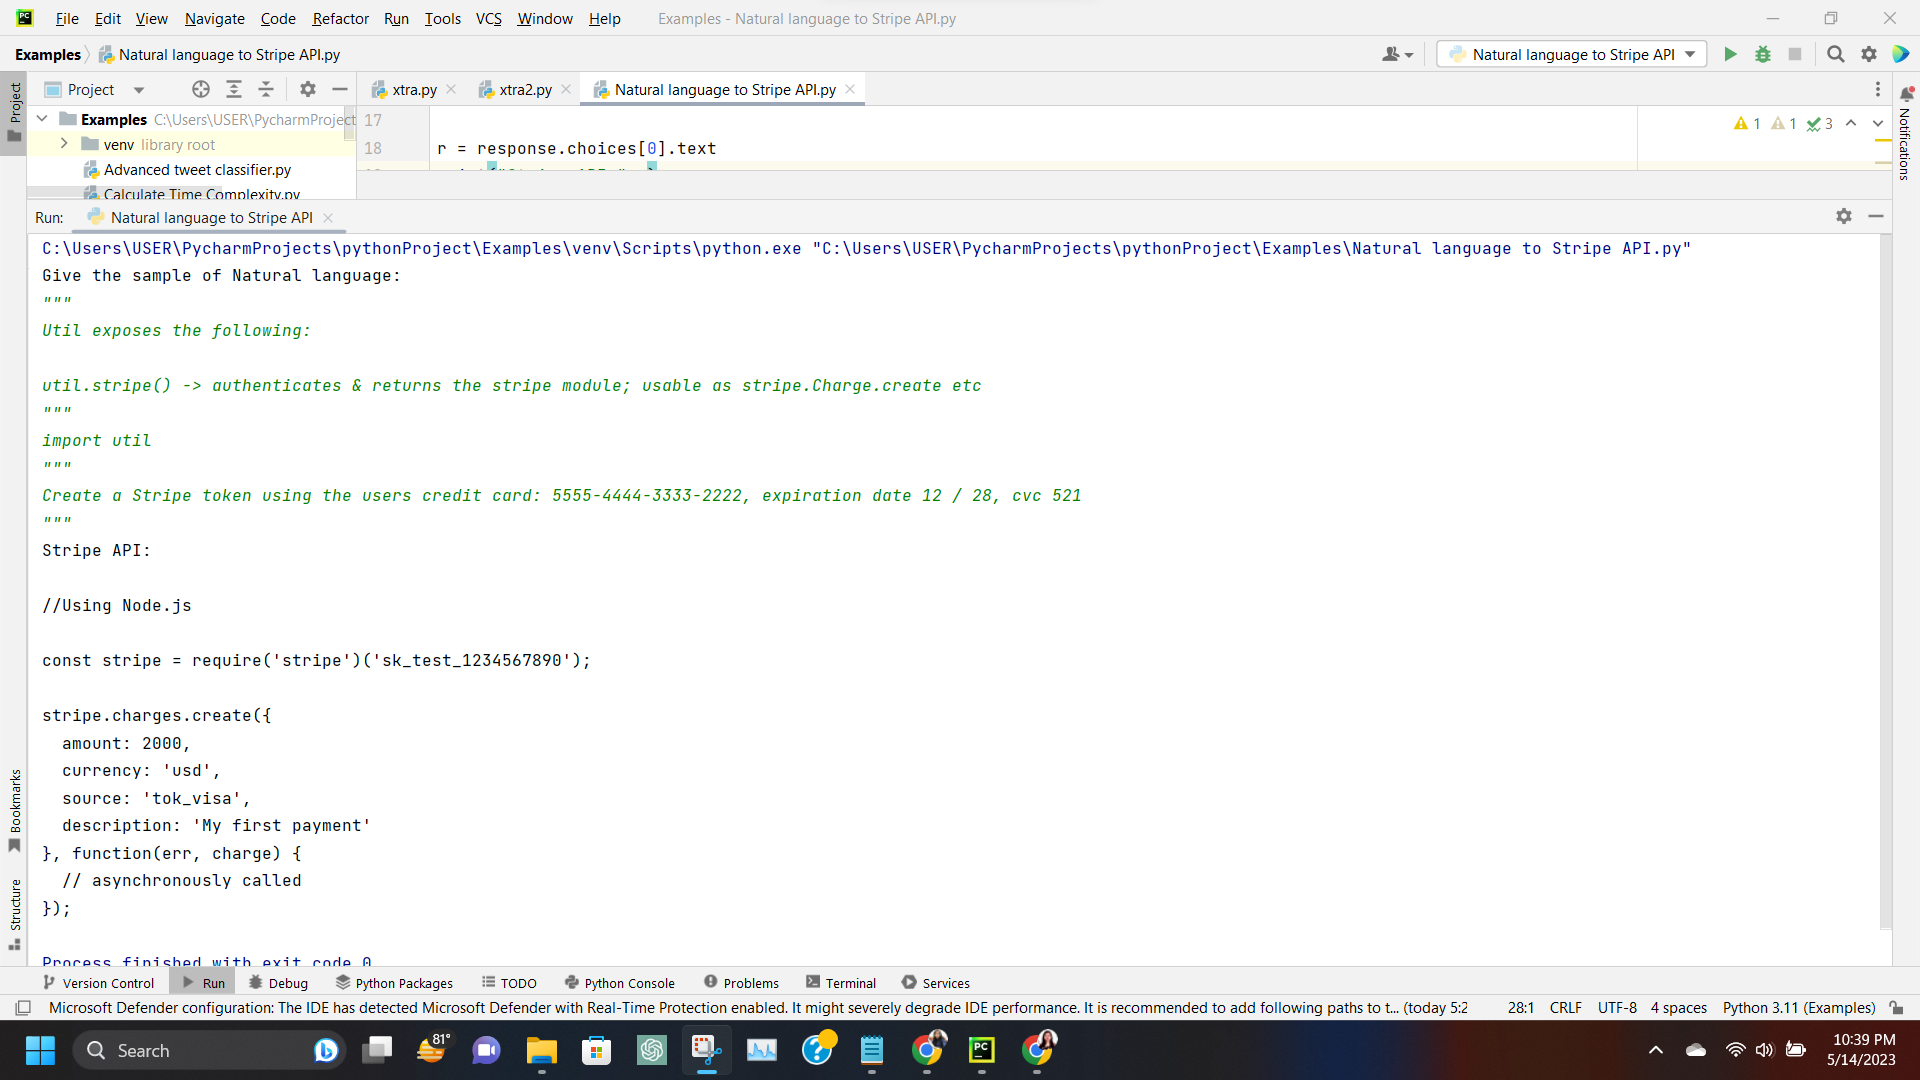 File Edit View Navigate Code Refactor Run Tools VCS Window Help Examples - Natural language to Stripe API.py
Examples Natural language to Stripe API.py Natural language to Stripe API
Project xtra.py xtra2.py Natural language to Stripe API.py
Project
Notifications
Examples C:\Users\USER\PycharmProject
venv library root
Advanced tweet classifier.py
Calculate Time Complexity.py
17
18 r = response.choices[0].text
1 1 3
Run: Natural language to Stripe API
C:\Users\USER\PycharmProjects\pythonProject\Examples\venv\Scripts\python.exe "C:\Users\USER\PycharmProjects\pythonProject\Examples\Natural language to Stripe API.py"
Give the sample of Natural language:
"""
Util exposes the following:
util.stripe() -> authenticates & returns the stripe module; usable as stripe.Charge.create etc
"""
import util
"""
Create a Stripe token using the users credit card: 5555-4444-3333-2222, expiration date 12 / 28, cvc 521
"""
Stripe API:
//Using Node.js
const stripe = require('stripe')('sk_test_1234567890');
stripe.charges.create({
amount: 2000,
currency: 'usd',
source: 'tok_visa',
description: 'My first payment'
}, function(err, charge) {
// asynchronously called
});
Process finished with exit code 0
Bookmarks
Structure
Version Control Run Debug Python Packages TODO Python Console Problems Terminal Services
Microsoft Defender configuration: The IDE has detected Microsoft Defender with Real-Time Protection enabled. It might severely degrade IDE performance. It is recommended to add following paths to t... (today 5:2 28:1 CRLF UTF-8 4 spaces Python 3.11 (Examples)
Search 81° 10:39 PM
5/14/2023